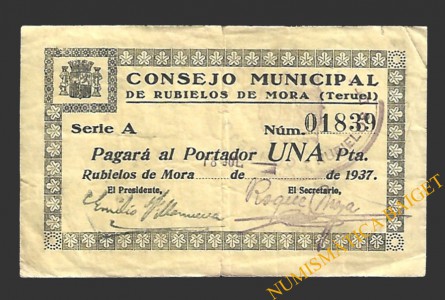 CONSEJO MUNICIPAL
DE RUBIELOS DE MORA (Teruel)
Serie A Núm. 01839
Pagará al Portador UNA Pta.
Rubielos de Mora de de 1937.
El Presidente, El Secretario,
Emilio Villanueva Roque
NUMISMATICA